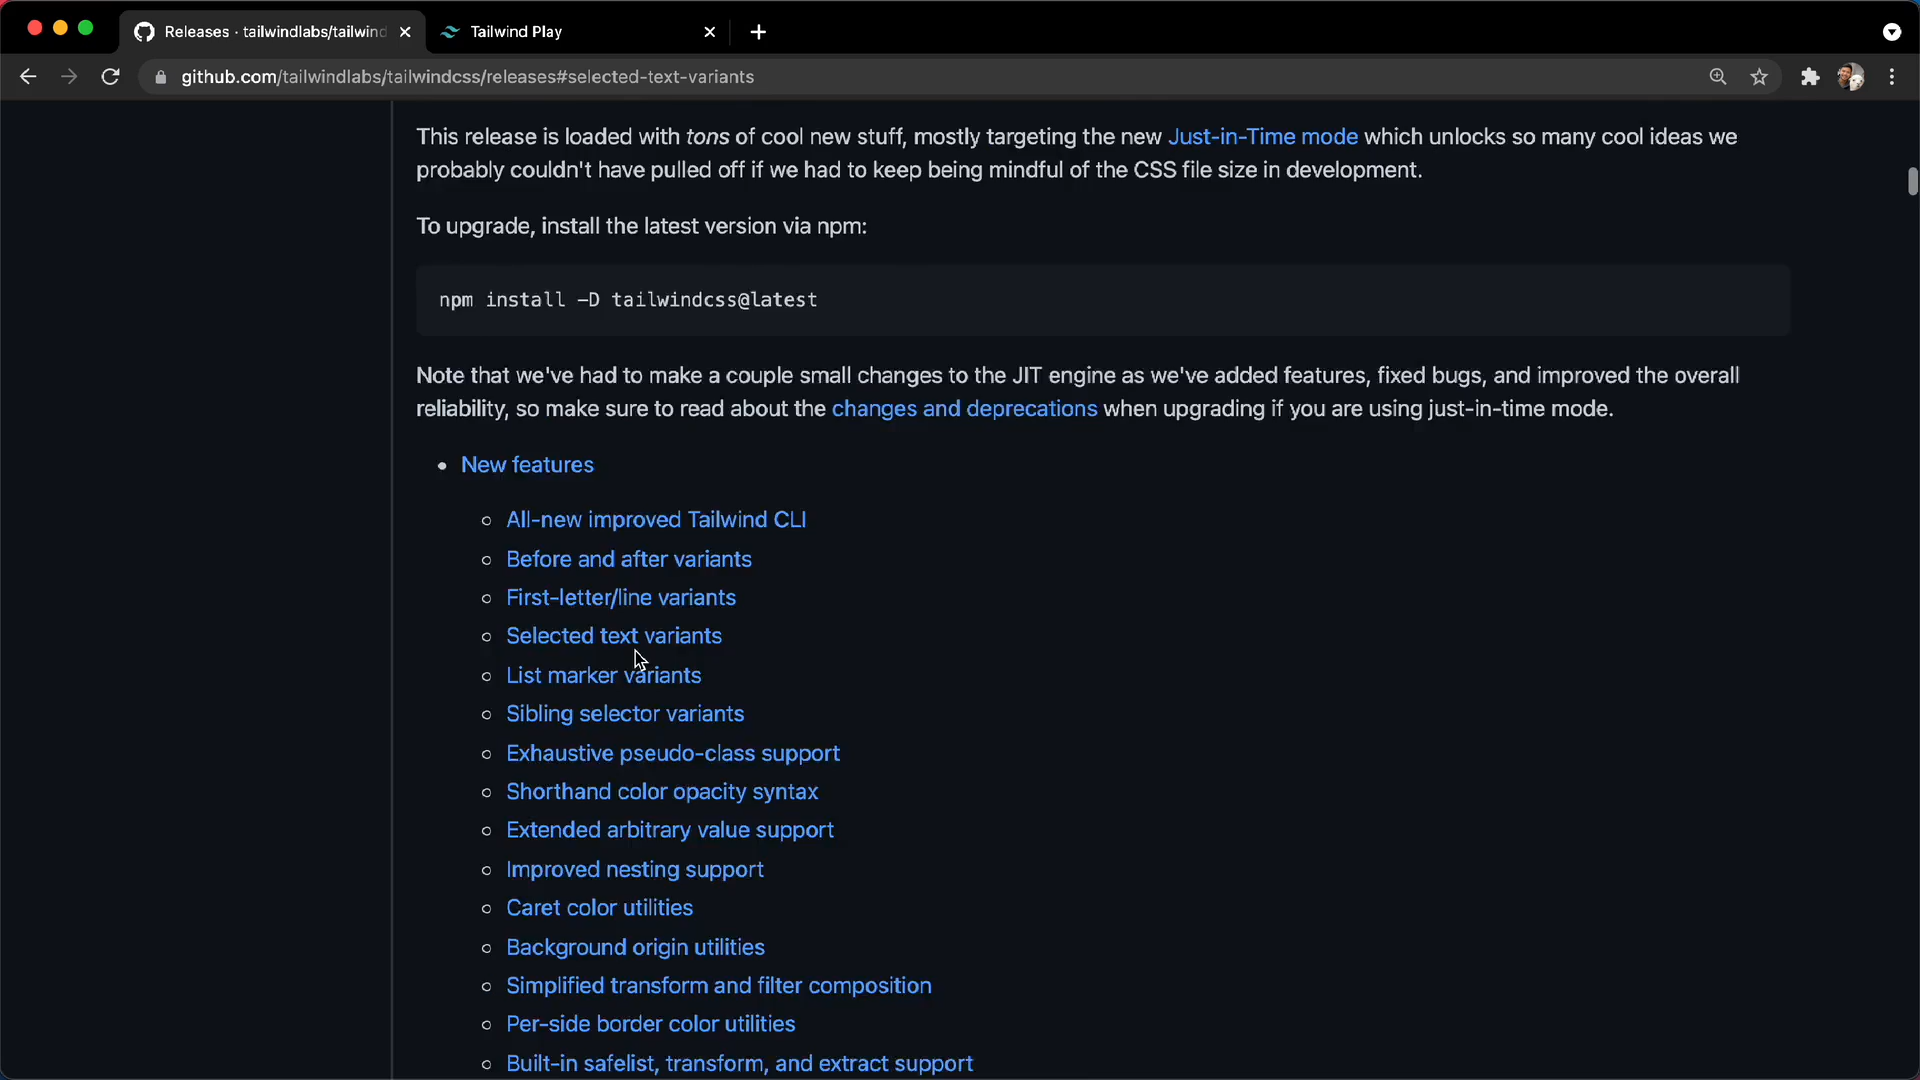 Releases · tailwindlabs/tailwind
Tailwind Play
github.com/tailwindlabs/tailwindcss/releases#selected-text-variants
This release is loaded with tons of cool new stuff, mostly targeting the new Just-in-Time mode which unlocks so many cool ideas we
probably couldn't have pulled off if we had to keep being mindful of the CSS file size in development.
To upgrade, install the latest version via npm:
npm install -D tailwindcss@latest
Note that we've had to make a couple small changes to the JIT engine as we've added features, fixed bugs, and improved the overall
reliability, so make sure to read about the changes and deprecations when upgrading if you are using just-in-time mode.
New features
All-new improved Tailwind CLI
Before and after variants
First-letter/line variants
Selected text variants
List marker variants
Sibling selector variants
Exhaustive pseudo-class support
Shorthand color opacity syntax
Extended arbitrary value support
Improved nesting support
Caret color utilities
Background origin utilities
Simplified transform and filter composition
Per-side border color utilities
Built-in safelist, transform, and extract support